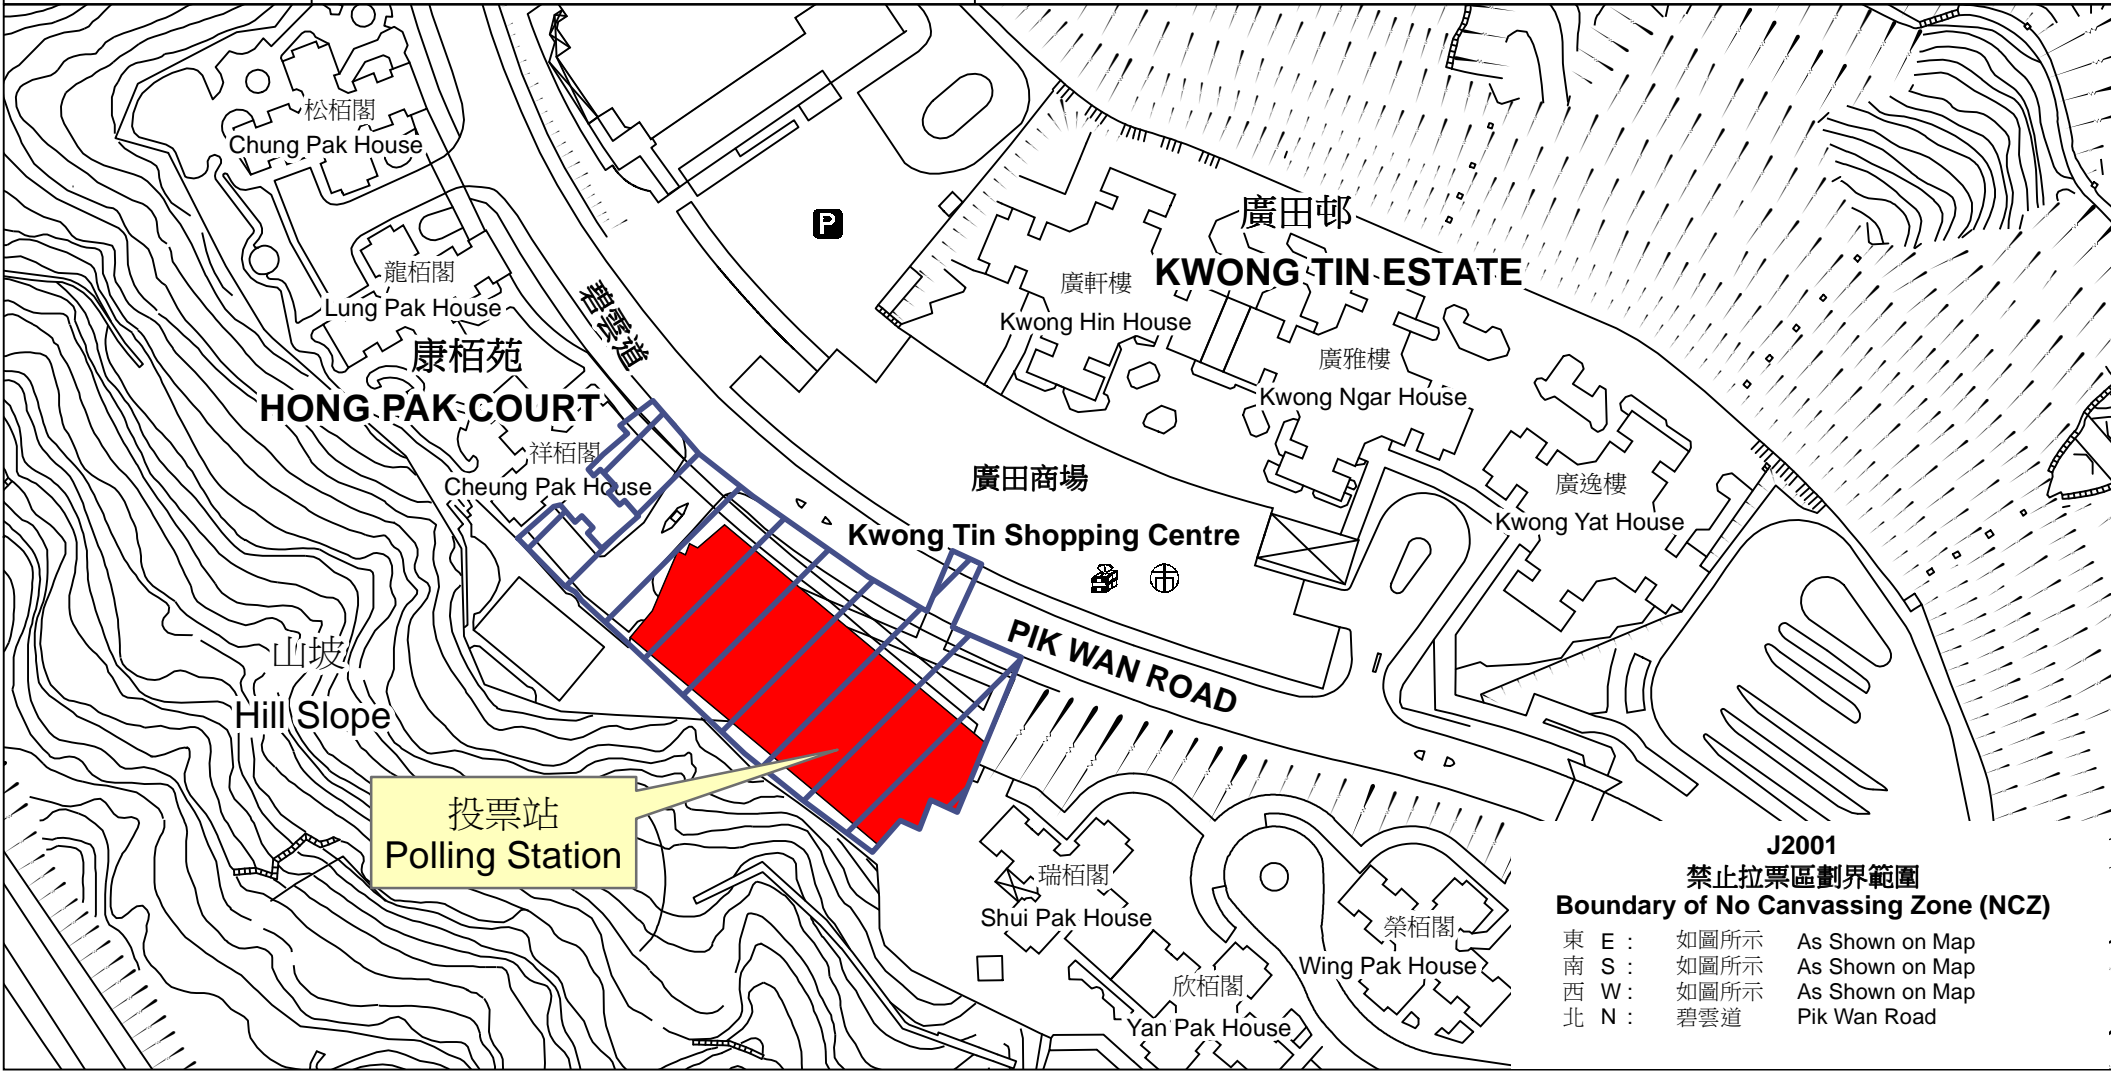 松栢閣
Chung Pak House
P
龍栢閣
Lung Pak House
康栢苑
HONG PAK COURT
祥栢閣
Cheung Pak House
碧雲道
廣田邨
KWONG TIN ESTATE
廣軒樓
Kwong Hin House
廣雅樓
Kwong Ngar House
廣逸樓
Kwong Yat House
廣田商場
Kwong Tin Shopping Centre
PIK WAN ROAD
山坡
Hill Slope
投票站
Polling Station
瑞栢閣
Shui Pak House
欣栢閣
Yan Pak House
榮栢閣
Wing Pak House
J2001
禁止拉票區劃界範圍
Boundary of No Canvassing Zone (NCZ)
東 E : 如圖所示 As Shown on Map
南 S : 如圖所示 As Shown on Map
西 W : 如圖所示 As Shown on Map
北 N : 碧雲道 Pik Wan Road